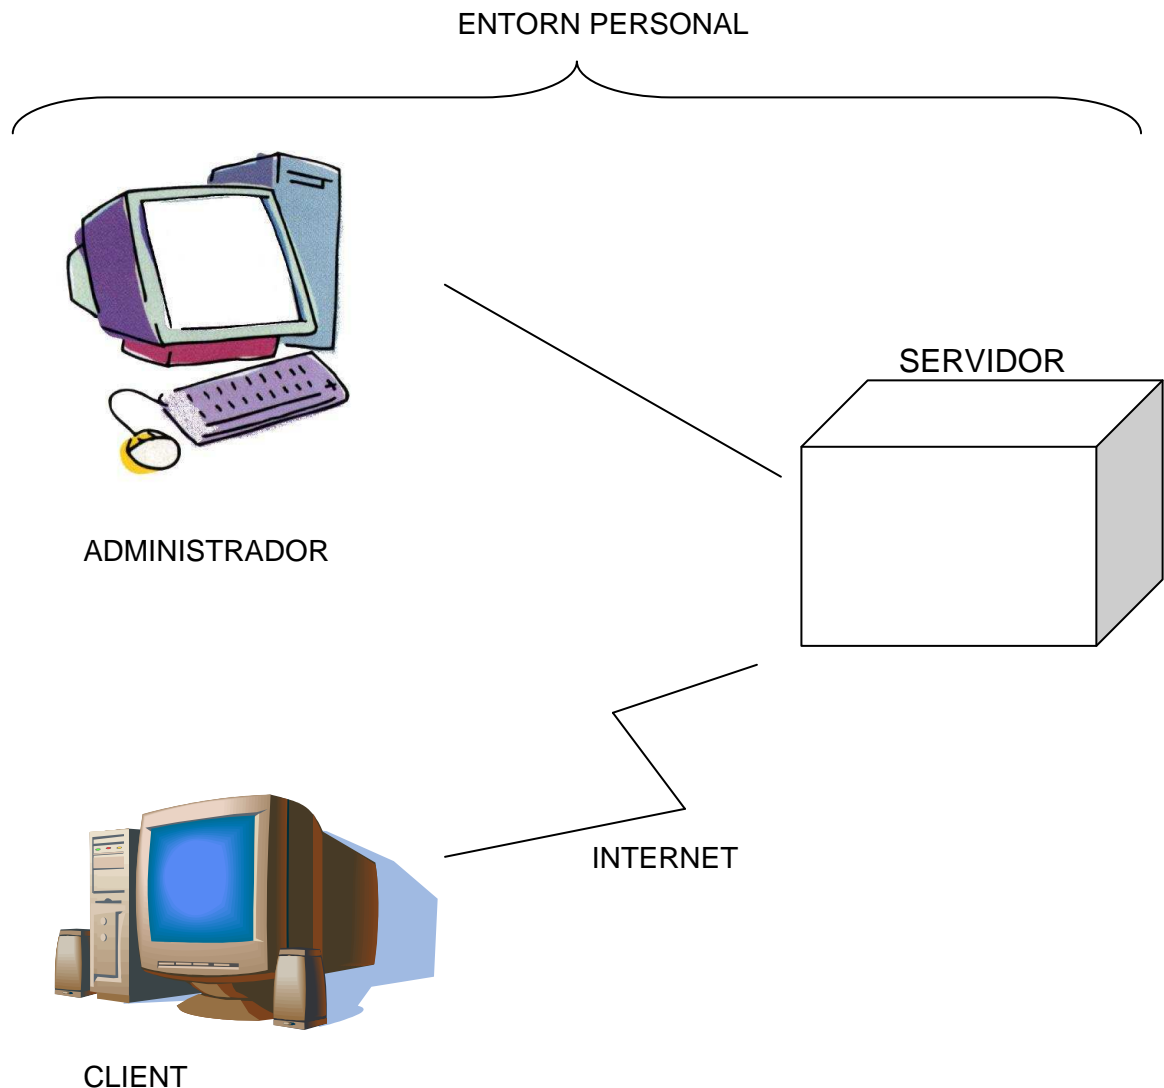 ENTORN PERSONAL
SERVIDOR
ADMINISTRADOR
INTERNET
CLIENT